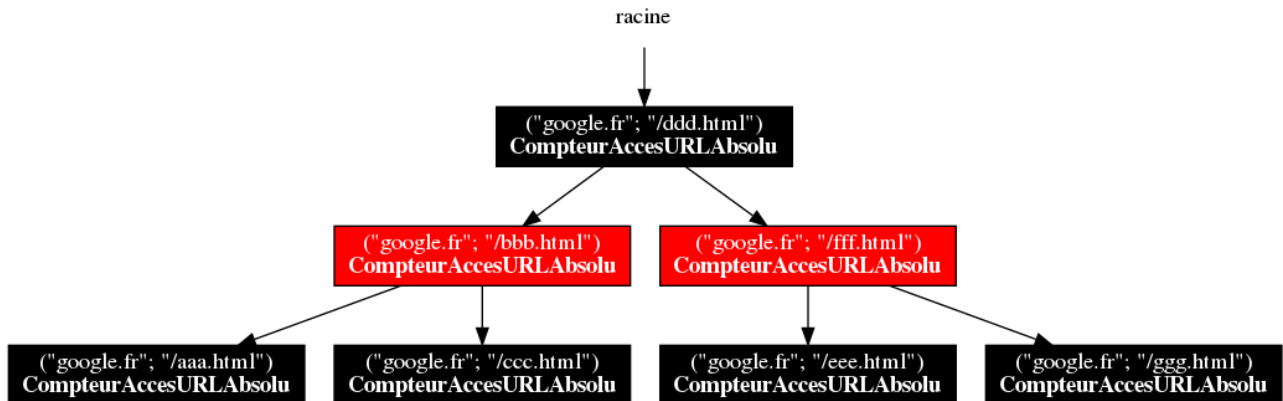 racine
("google.fr"; "/ddd.html")
CompteurAccesURLAbsolu
("google.fr"; "/bbb.html")
CompteurAccesURLAbsolu
("google.fr"; "/fff.html")
CompteurAccesURLAbsolu
("google.fr"; "/aaa.html")
CompteurAccesURLAbsolu
("google.fr"; "/ccc.html")
CompteurAccesURLAbsolu
("google.fr"; "/eee.html")
CompteurAccesURLAbsolu
("google.fr"; "/ggg.html")
CompteurAccesURLAbsolu